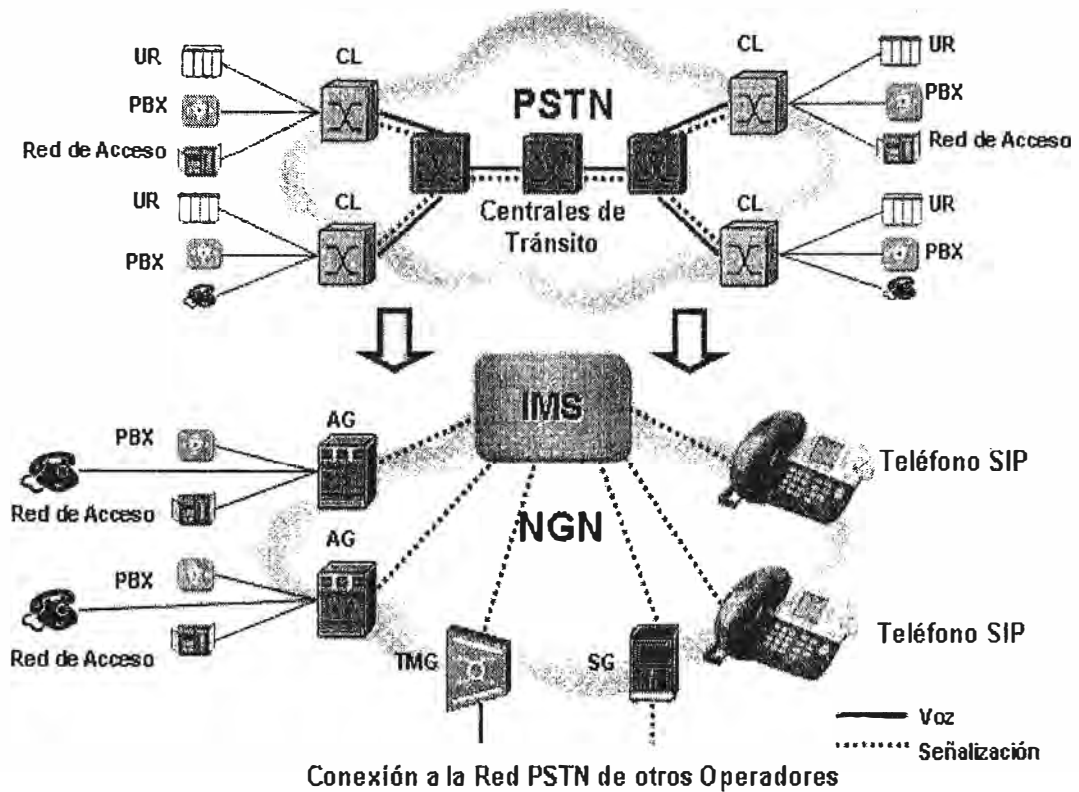 CL
CL
UR
UR
PSTN
PBX
PBX
Red de Acceso
Red de Acceso
UR
CL
Centrales de
Tránsito
CL
UR
PBX
PBX
IMS
AG
PBX
Teléfono SIP
Red de Acceso
NGN
AG
PBX
Teléfono SIP
Red de Acceso
TMG
SG
Voz
Señalización
Conexión a la Red PSTN de otros Operadores